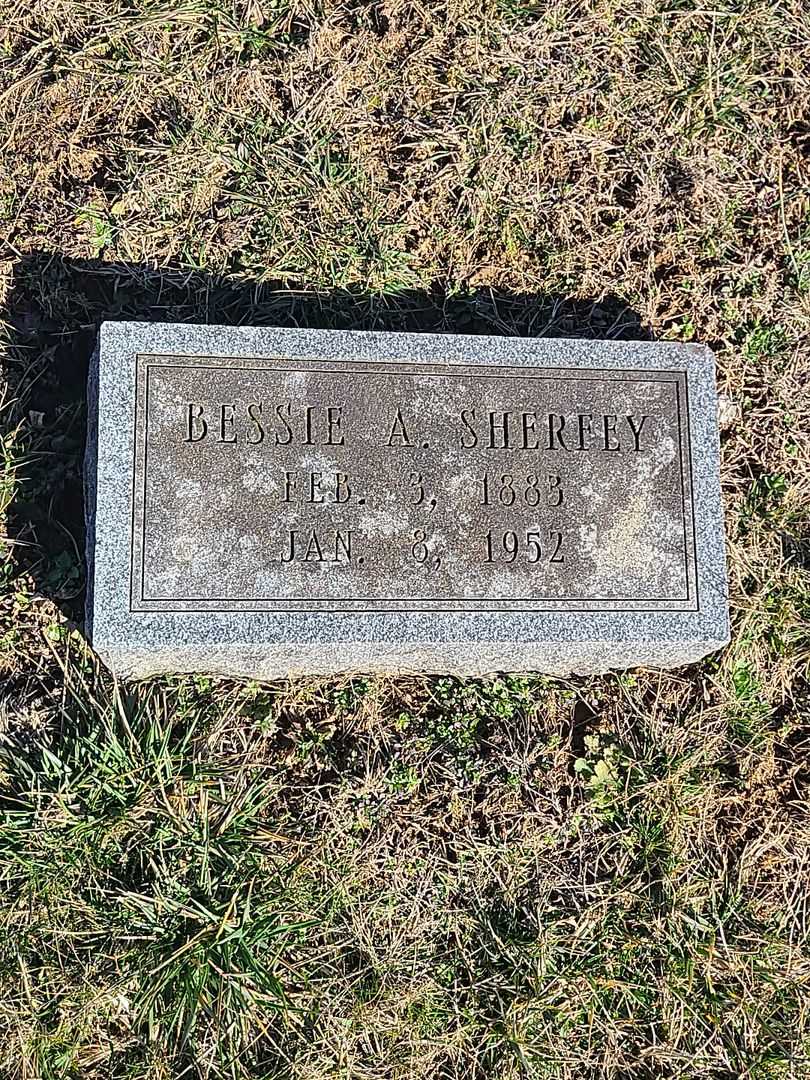 BESSIE A. SHERFEY
FEB. 3, 1883
JAN. 8, 1952